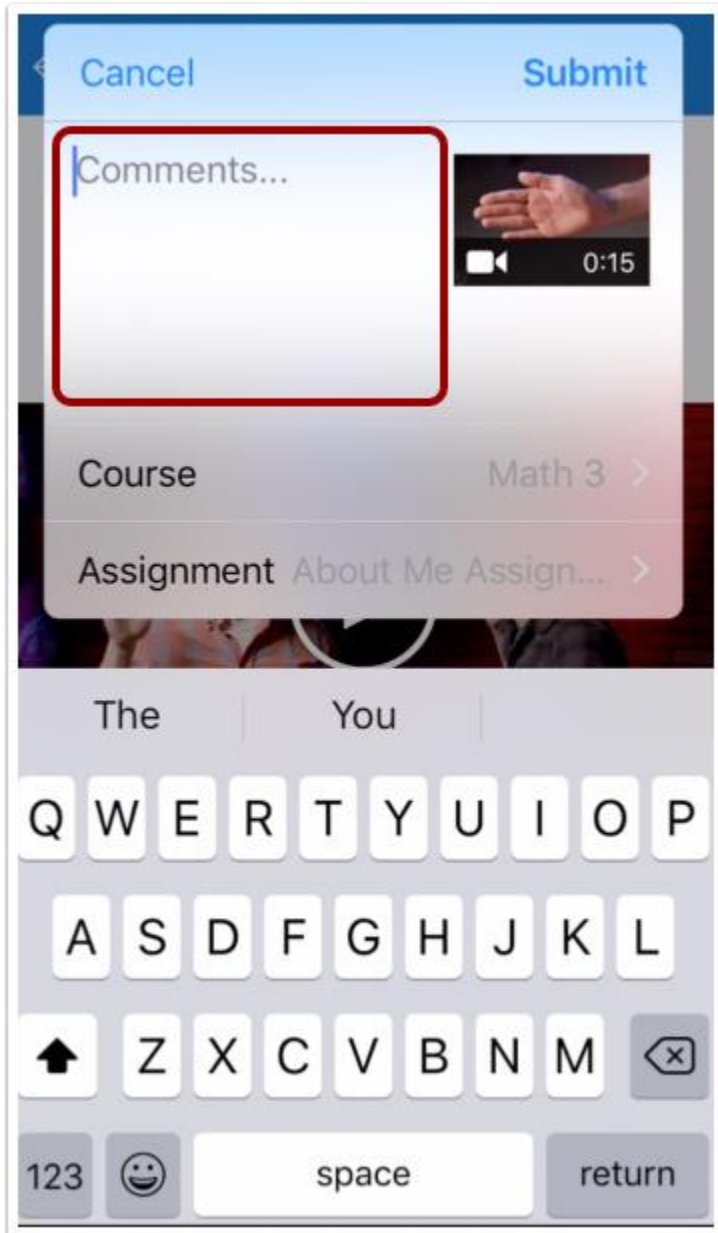 Cancel Submit
Comments...
0:15
Course Math 3
Assignment About Me Assign...
The You
Q W E R T Y U I O P
A S D F G H J K L
Z X C V B N M
123 space return